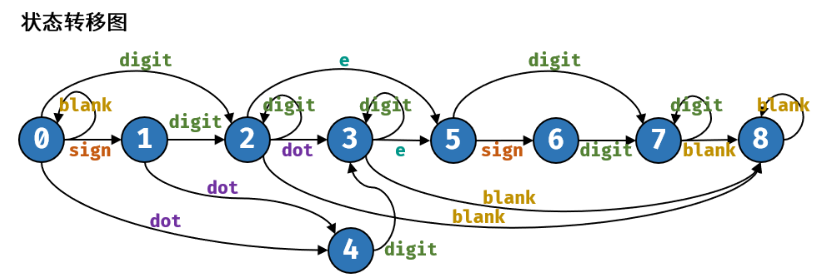 状态转移图
digit
e
digit
blank
digit
digit
digit
blank
digit
0
1
2
3
5
6
7
8
sign
dot
e
sign
digit
blank
dot
blank
dot
blank
4
digit